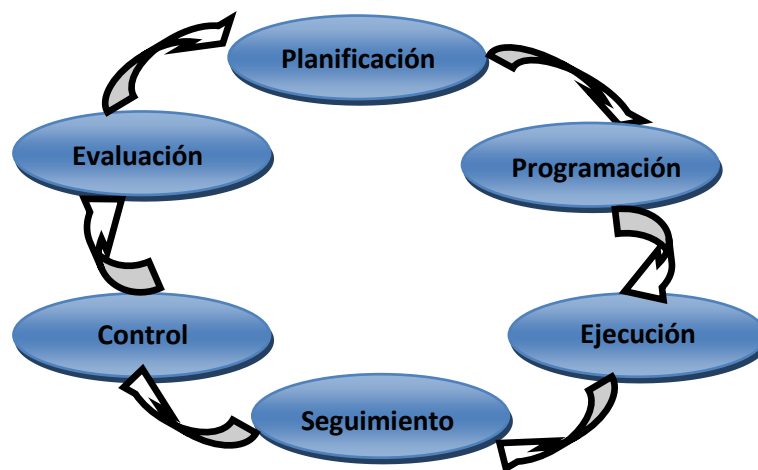 Planificación
Programación
Ejecución
Seguimiento
Control
Evaluación